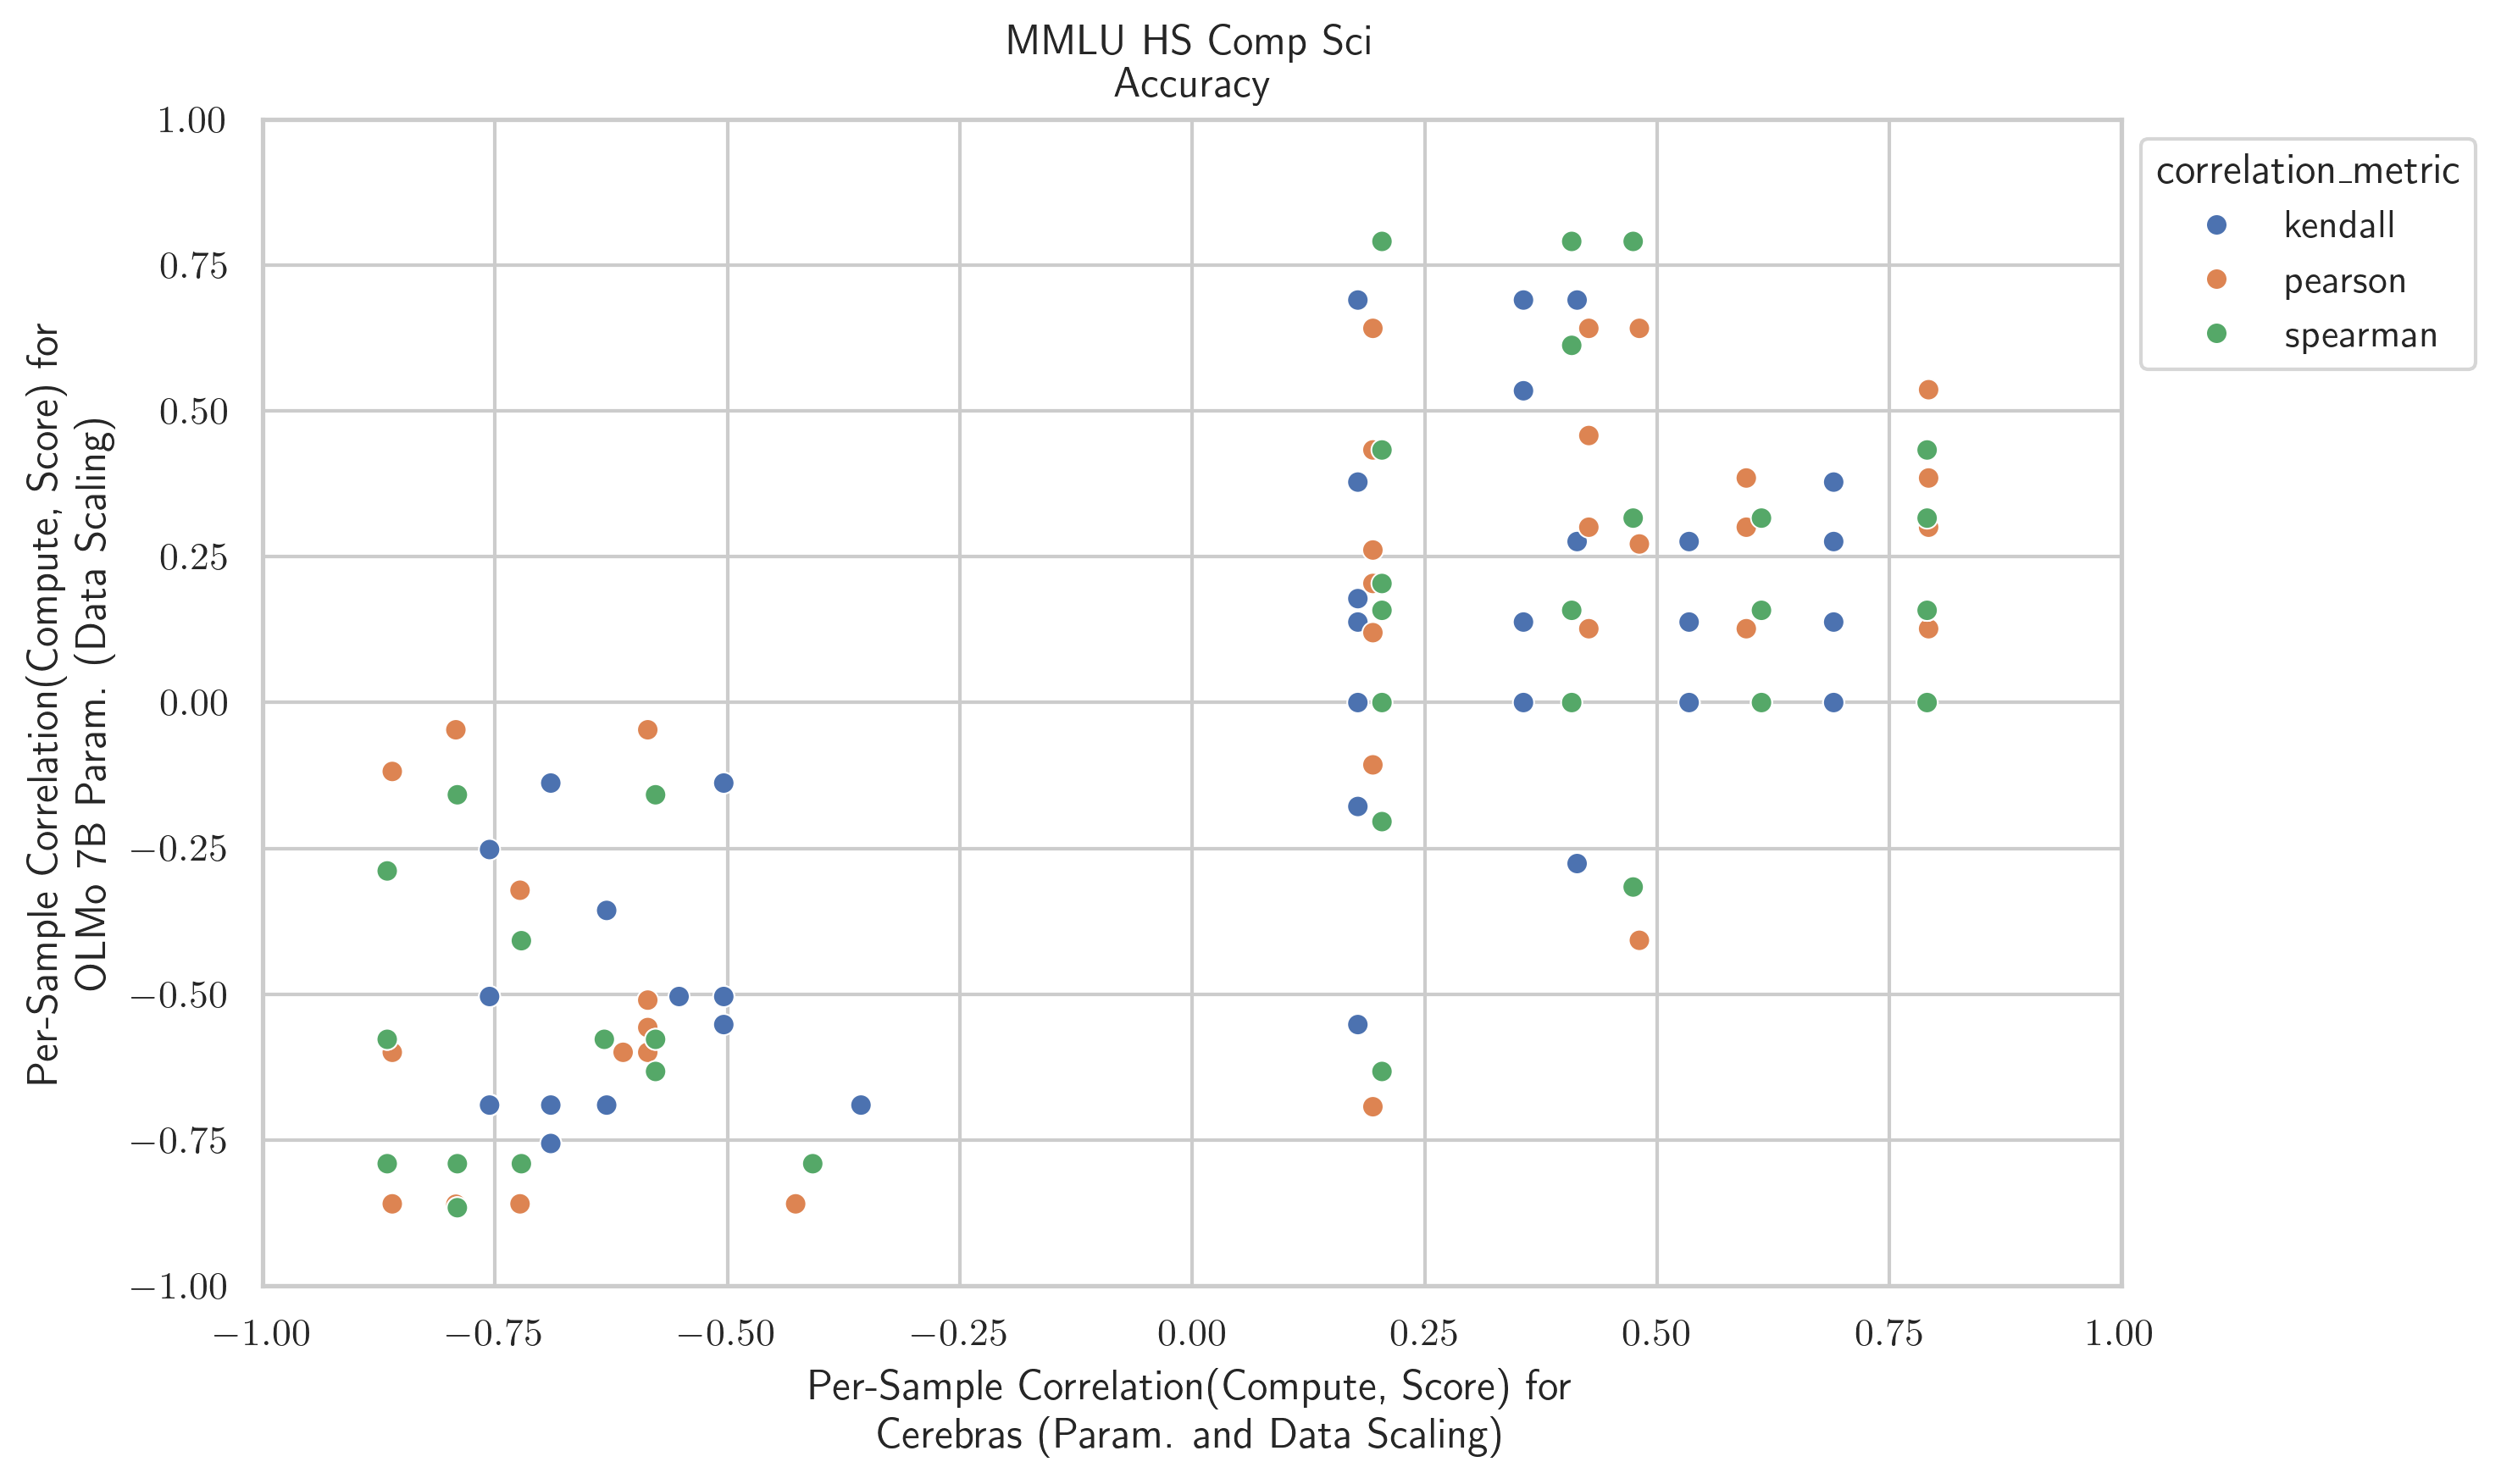 MMLU HS Comp Sci
Accuracy
Per-Sample Correlation(Compute, Score) for
OLMo 7B Param. (Data Scaling)
1.00
0.75
0.50
0.25
0.00
−0.25
−0.50
−0.75
−1.00
−1.00 −0.75 −0.50 −0.25 0.00 0.25 0.50 0.75 1.00
Per-Sample Correlation(Compute, Score) for
Cerebras (Param. and Data Scaling)
correlation_metric
kendall
pearson
spearman